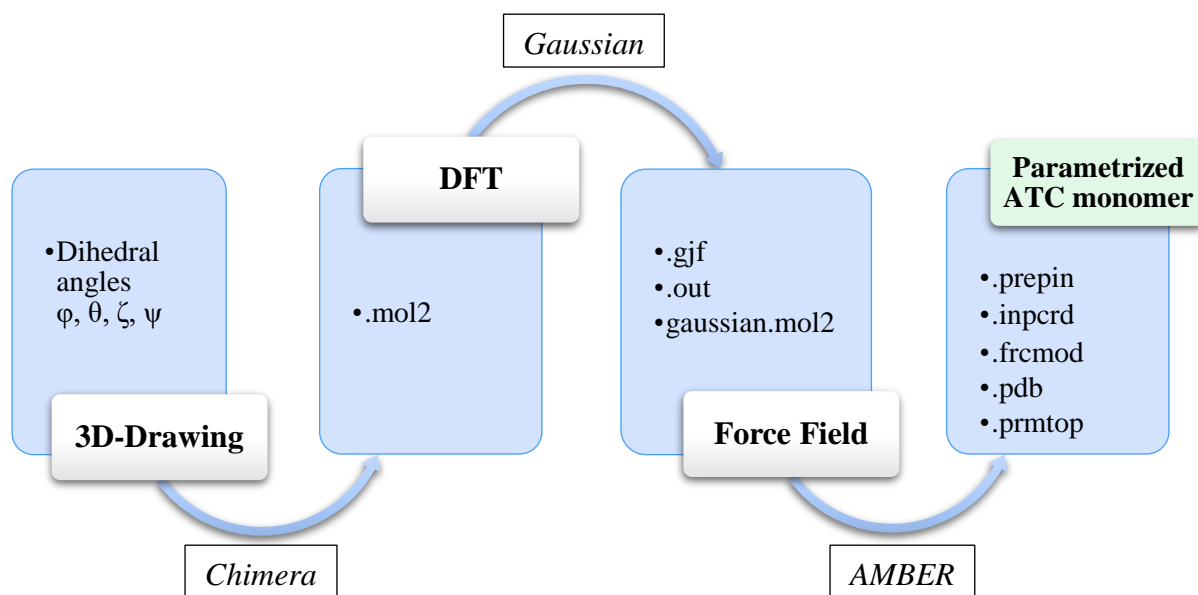 Gaussian
DFT
Parametrized
ATC monomer
•Dihedral
angles
φ, θ, ζ, ψ
•.mol2
•.gjf
•.out
•gaussian.mol2
•.prepin
•.inpcrd
•.frcmod
•.pdb
•.prmtop
3D-Drawing
Force Field
Chimera
AMBER